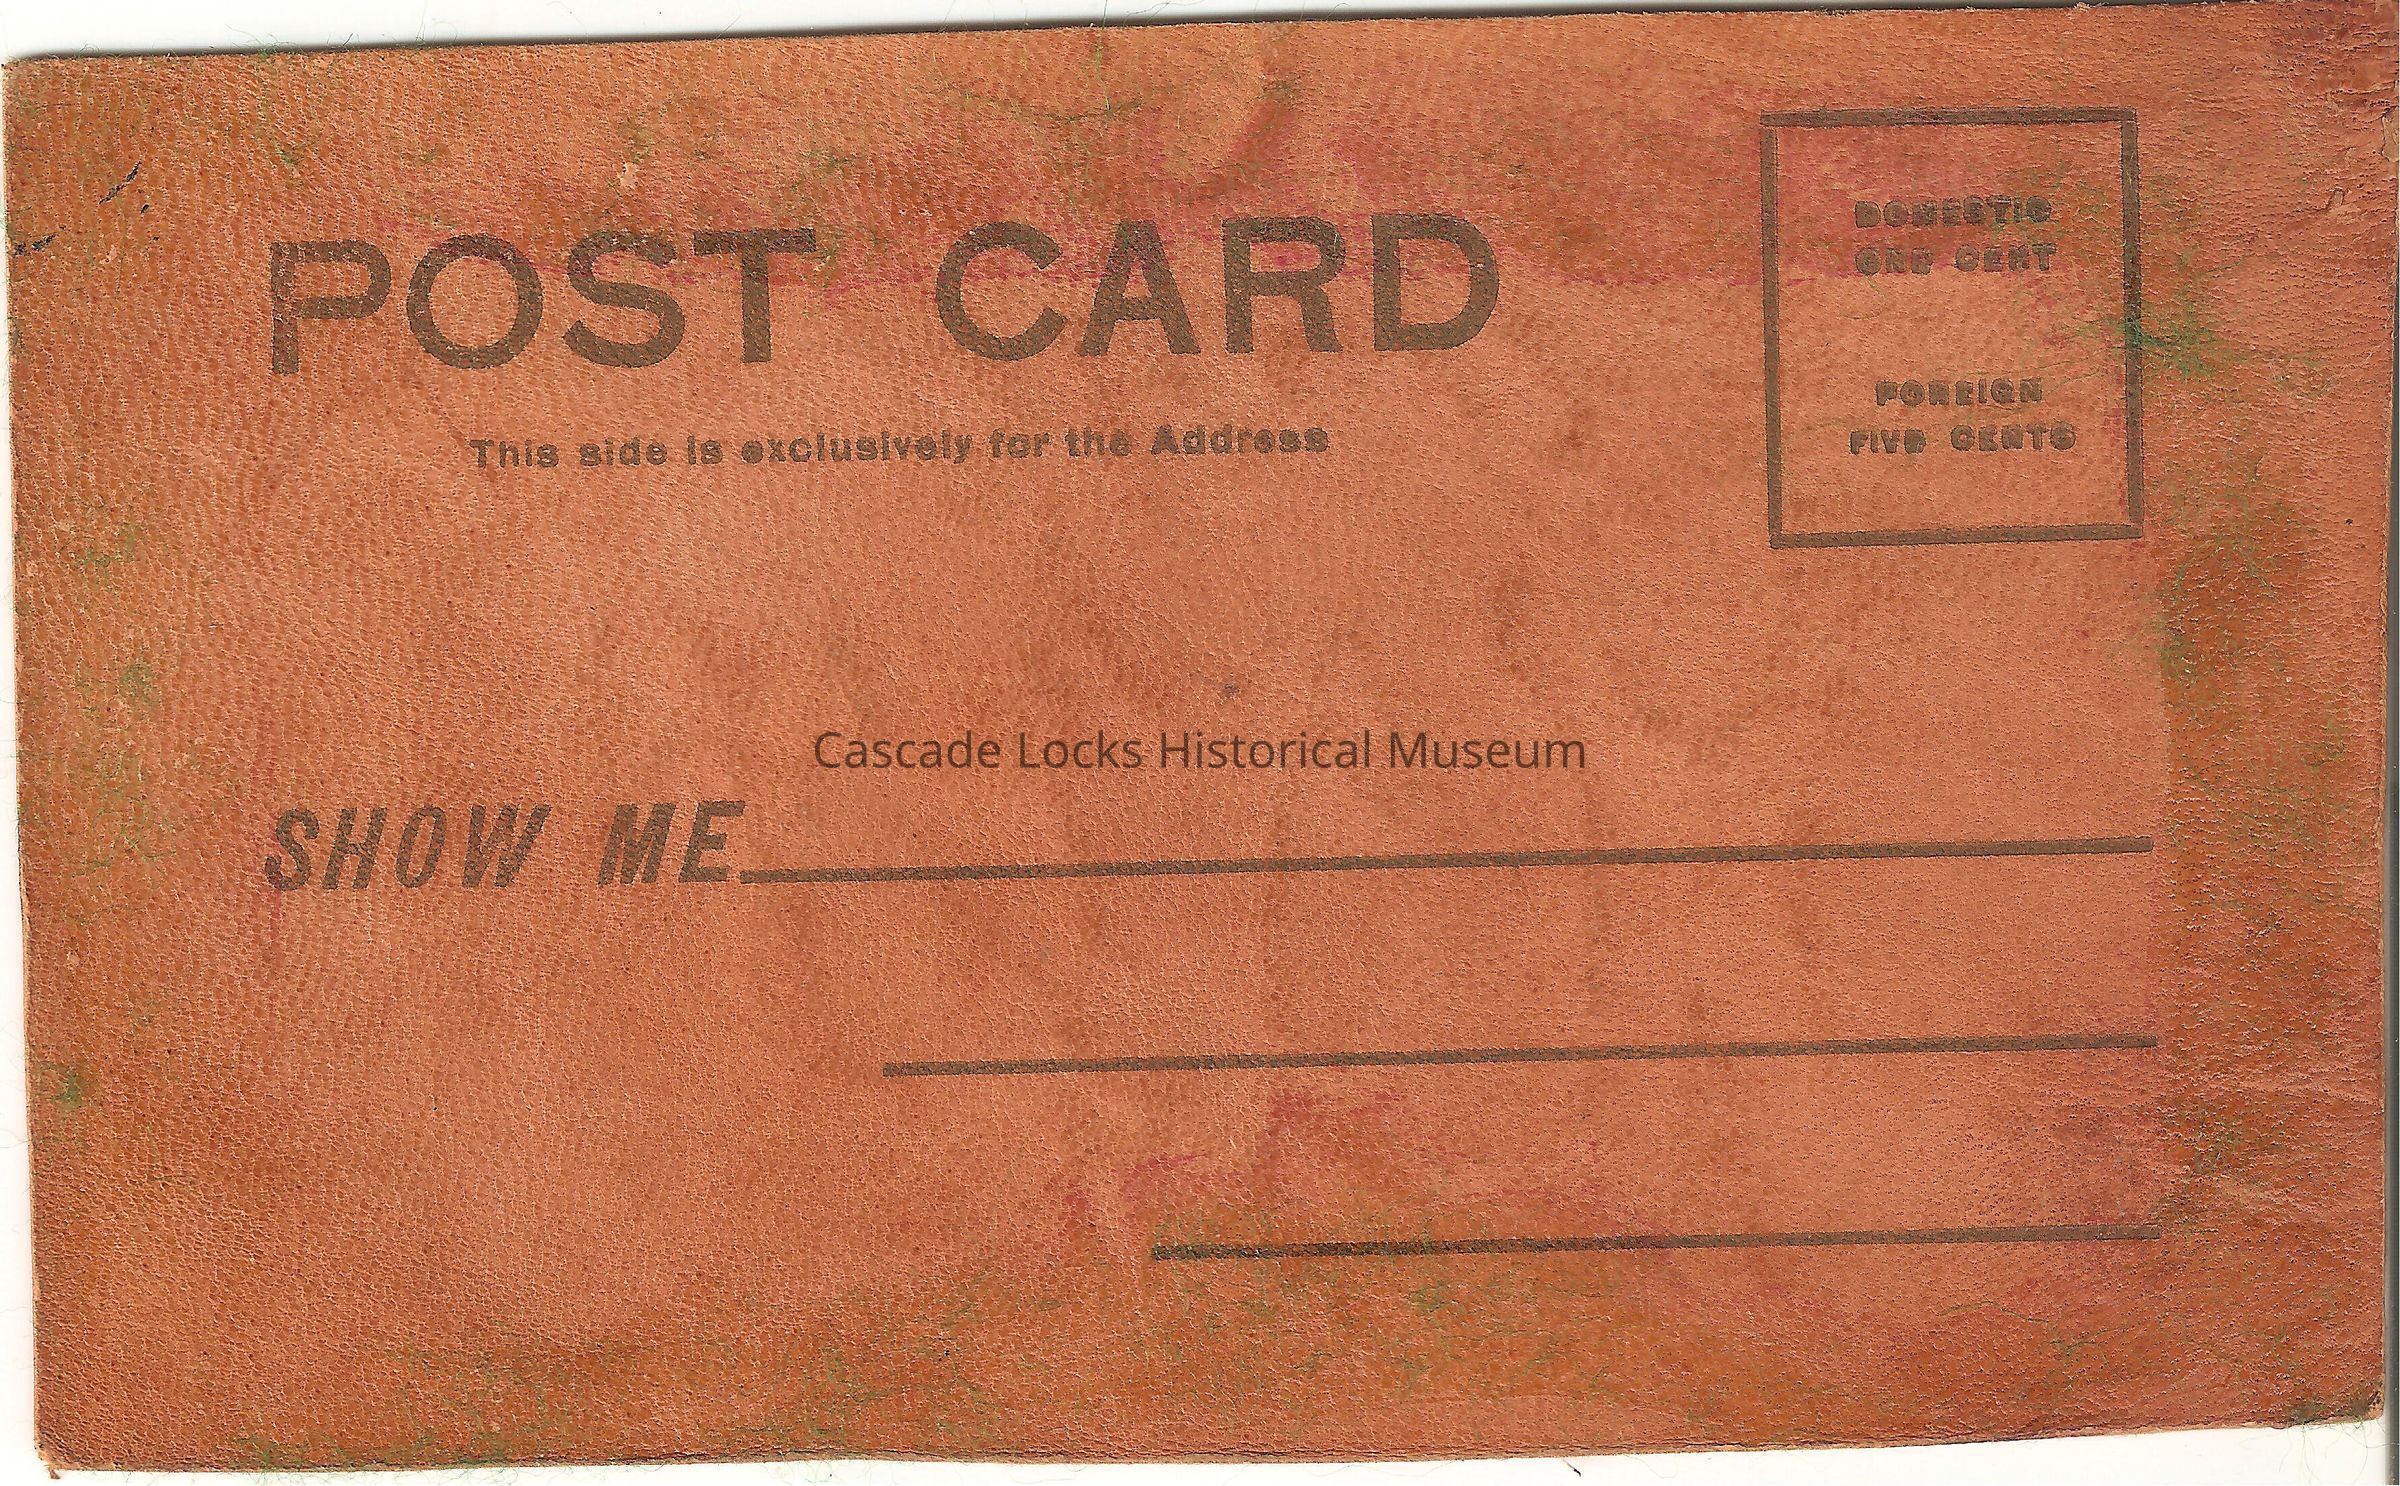 POST CARD
This side is exclusively for the Address
DOMESTIC
ONE CENT
FOREIGN
FIVE CENTS
Cascade Locks Historical Museum
SHOW ME